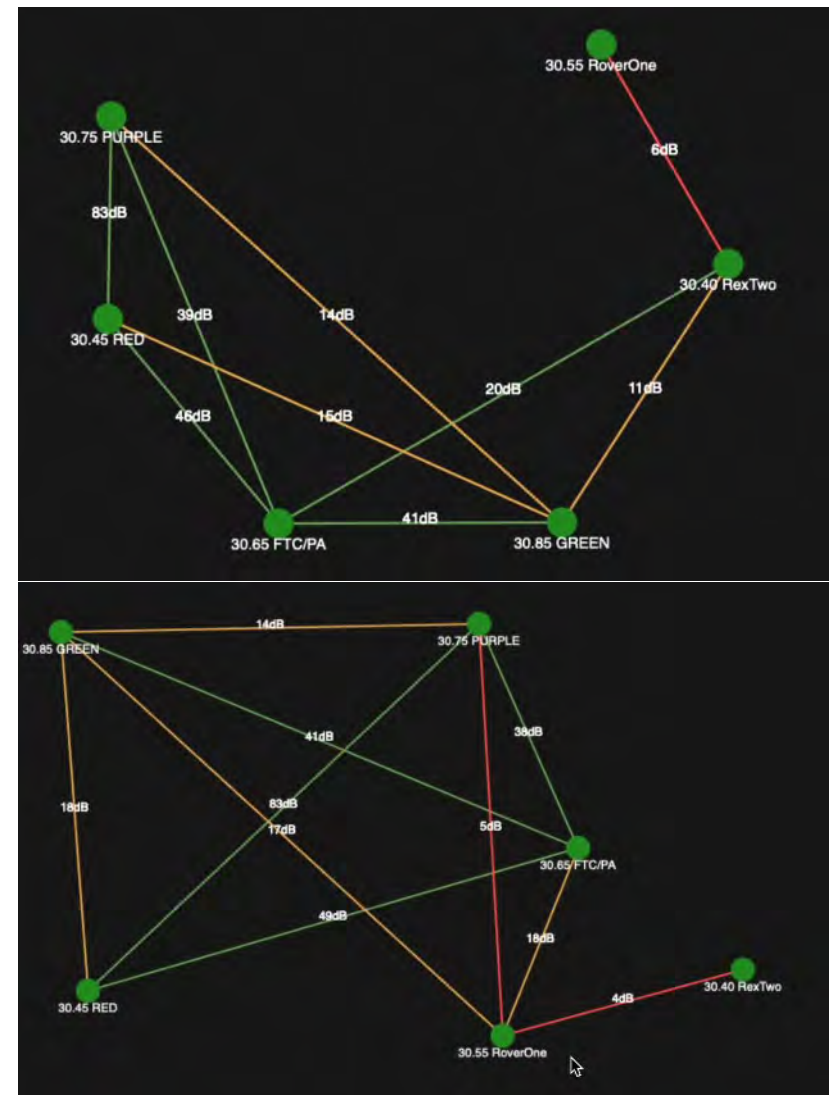 30.55 RoverOne
30.75 PURPLE
6dB
83dB
30.40 RexTwo
39dB
14dB
30.45 RED
20dB
11dB
46dB
15dB
41dB
30.65 FTC/PA
30.85 GREEN
14dB
30.85 GREEN
30.75 PURPLE
41dB
38dB
18dB
83dB
17dB
5dB
30.65 FTC/PA
49dB
18dB
30.40 RexTwo
4dB
30.45 RED
30.55 RoverOne